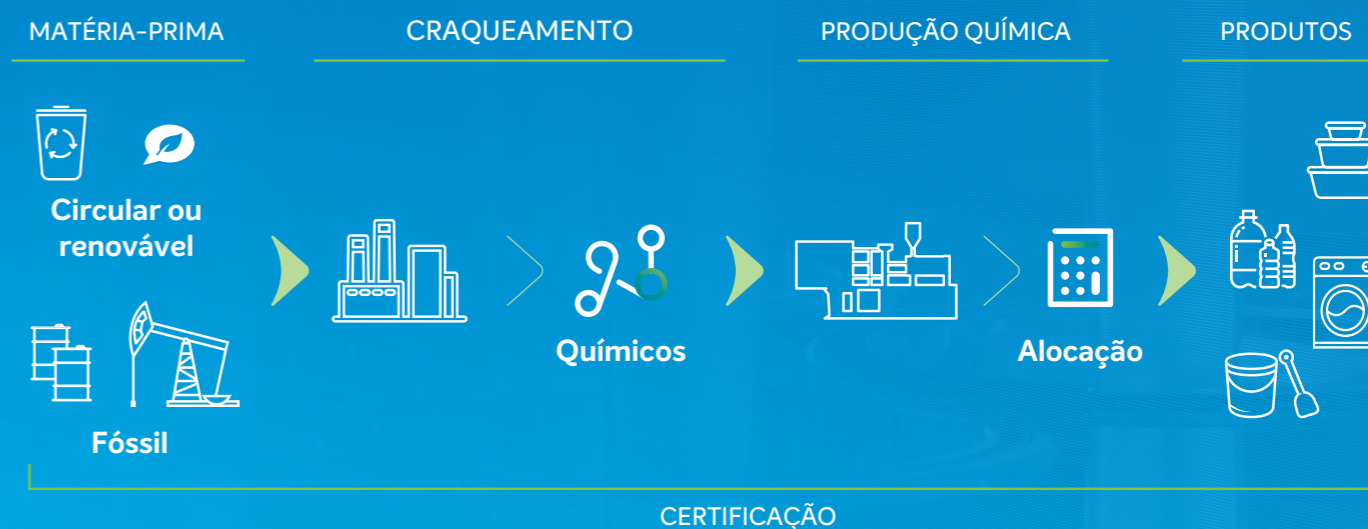 MATÉRIA-PRIMA
CRAQUEAMENTO
PRODUÇÃO QUÍMICA
PRODUTOS
Circular ou
renovável
Químicos
Alocação
Fóssil
CERTIFICAÇÃO